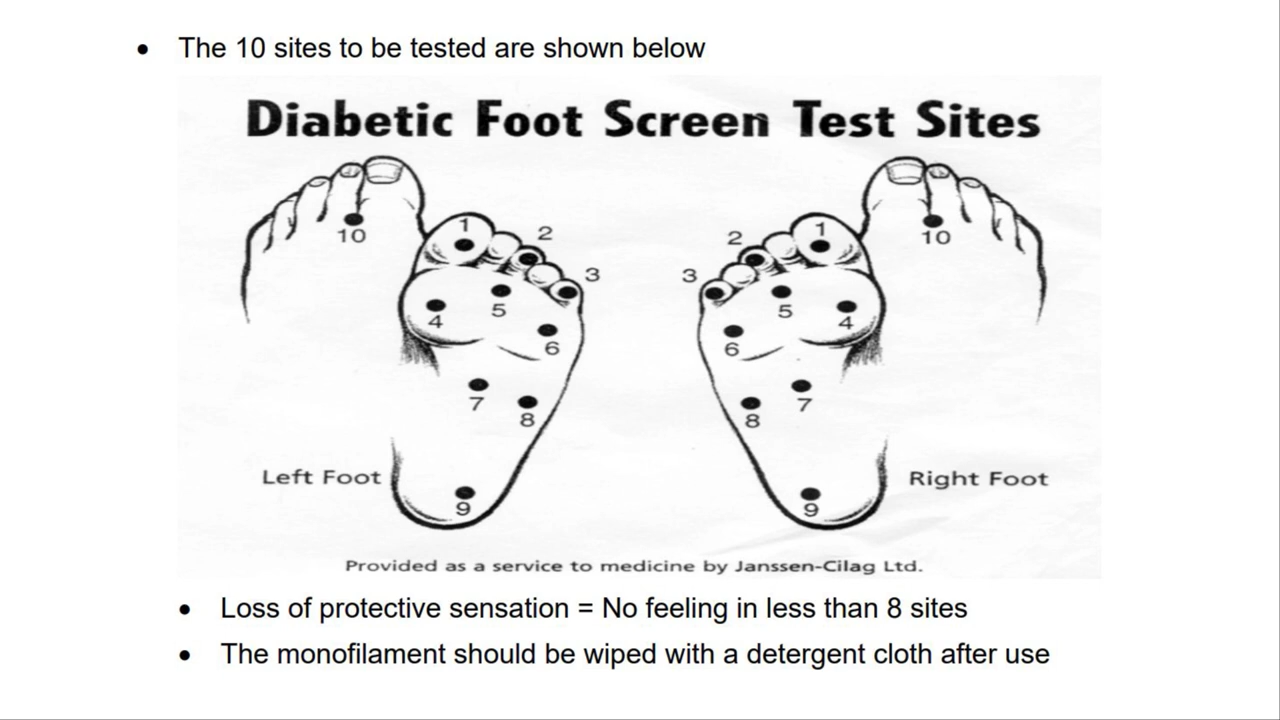 • The 10 sites to be tested are shown below
Diabetic Foot Screen Test Sites
10
1
2
3
4
5
6
7
8
9
Left Foot
1
2
3
4
5
6
7
8
9
10
Right Foot
Provided as a service to medicine by Janssen-Cilag Ltd.
• Loss of protective sensation = No feeling in less than 8 sites
• The monofilament should be wiped with a detergent cloth after use